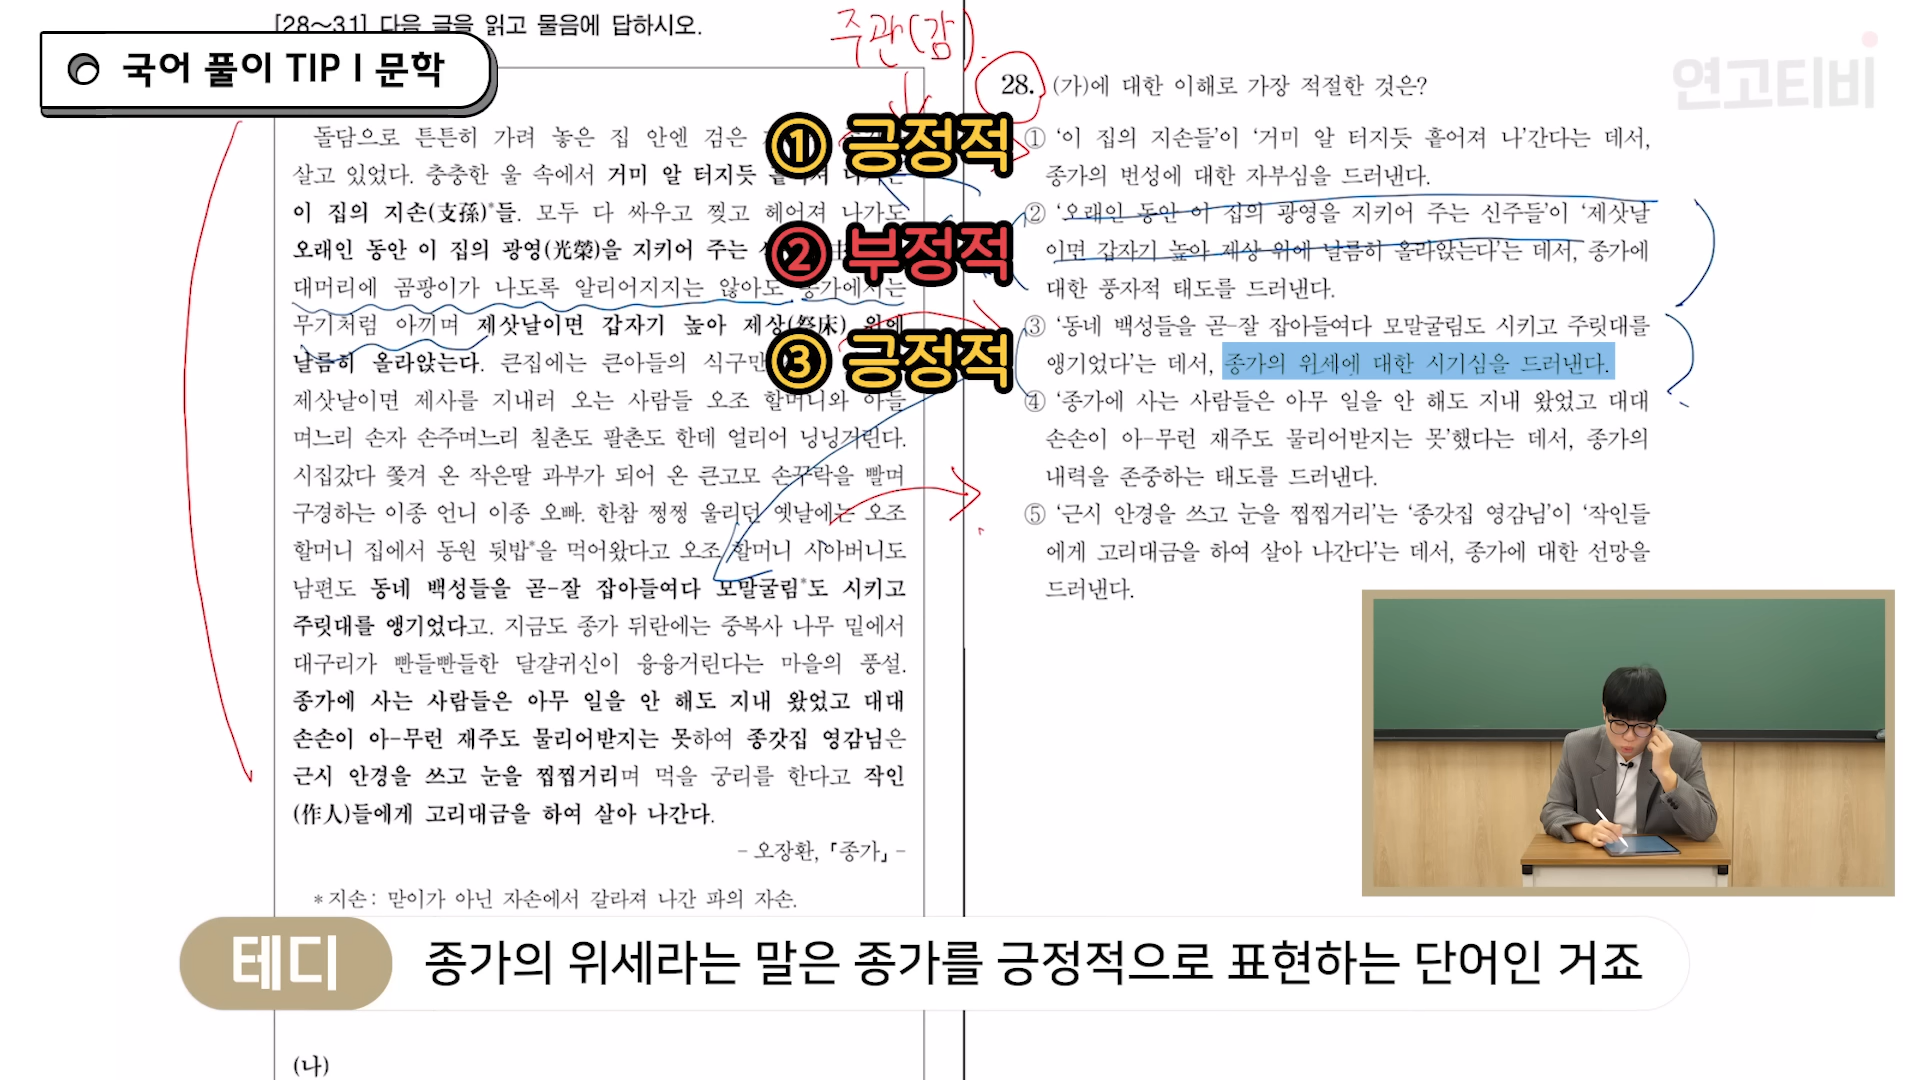 [28~31] 다음 글을 읽고 물음에 답하시오.
국어 풀이 TIP | 문학
주관(감)
연고티비
돌담으로 튼튼히 가려 놓은 집 안엔 검은
살고 있었다. 충충한 울 속에서 거미 알 터지듯 흩어져 나가는
이 집의 지손(支孫)*들. 모두 다 싸우고 찢고 헤어져 나가도
오래인 동안 이 집의 광영(光榮)을 지키어 주는
대머리에 곰팡이가 나도록 알리어지지는 않아도 종가에서는
무기처럼 아끼며 제삿날이면 갑자기 높아 제상(祭床) 위에
날름히 올라앉는다. 큰집에는 큰아들의 식구만
제삿날이면 제사를 지내러 오는 사람들 오조 할머니와 아들
며느리 손자 손주며느리 칠촌도 팔촌도 한데 얼리어 닝닝거린다.
시집갔다 쫓겨 온 작은딸 과부가 되어 온 큰고모 손꾸락을 빨며
구경하는 이종 언니 이종 오빠. 한참 쩡쩡 울리던 옛날에는 오조
할머니 집에서 동원 뒷밥*을 먹어왔다고 오조 할머니 시아버니도
남편도 동네 백성들을 곧-잘 잡아들여다 모말굴림*도 시키고
주릿대를 앵기었다고. 지금도 종가 뒤란에는 중복사 나무 밑에서
대구리가 빤들빤들한 달걀귀신이 융융거린다는 마을의 풍설.
종가에 사는 사람들은 아무 일을 안 해도 지내 왔었고 대대
손손이 아-무런 재주도 물리어받지는 못하여 종갓집 영감님은
근시 안경을 쓰고 눈을 찝찝거리며 먹을 궁리를 한다고 작인
(作人)들에게 고리대금을 하여 살아 나간다.
- 오장환, 「종가」 -
* 지손: 맏이가 아닌 자손에서 갈라져 나간 파의 자손.
(나)
① 긍정적
② 부정적
③ 긍정적
28. (가)에 대한 이해로 가장 적절한 것은?
① ‘이 집의 지손들’이 ‘거미 알 터지듯 흩어져 나’간다는 데서,
종가의 번성에 대한 자부심을 드러낸다.
② ‘오래인 동안 이 집의 광영을 지키어 주는 신주들’이 ‘제삿날
이면 갑자기 높아 제상 위에 날름히 올라앉는다’는 데서, 종가에
대한 풍자적 태도를 드러낸다.
③ ‘동네 백성들을 곧-잘 잡아들여다 모말굴림도 시키고 주릿대를
앵기었다’는 데서, 종가의 위세에 대한 시기심을 드러낸다.
④ ‘종가에 사는 사람들은 아무 일을 안 해도 지내 왔었고 대대
손손이 아-무런 재주도 물리어받지는 못’했다는 데서, 종가의
내력을 존중하는 태도를 드러낸다.
⑤ ‘근시 안경을 쓰고 눈을 찝찝거리’는 ‘종갓집 영감님’이 ‘작인들
에게 고리대금을 하여 살아 나간다’는 데서, 종가에 대한 선망을
드러낸다.
테디
종가의 위세라는 말은 종가를 긍정적으로 표현하는 단어인 거죠